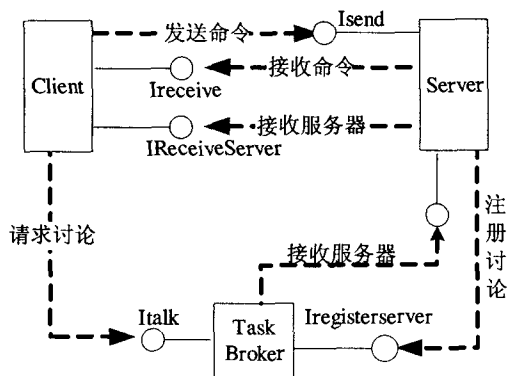 发送命令
Isend
Client
接收命令
Server
Ireceive
接收服务器
IReceiveServer
请求讨论
注册讨论
接收服务器
Italk
Task
Broker
Iregisterserver